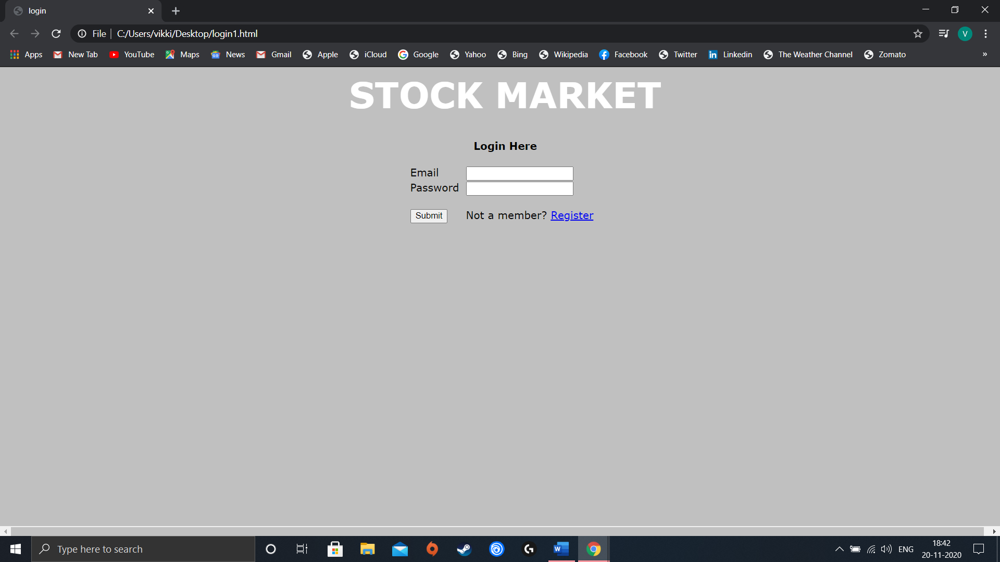 login
File C:/Users/vikki/Desktop/login1.html
V
Apps New Tab YouTube Maps News Gmail Apple iCloud Google Yahoo Bing Wikipedia Facebook Twitter Linkedin The Weather Channel Zomato »
STOCK MARKET
Login Here
Email
Password
Submit Not a member? Register
Type here to search
ENG
18:42
20-11-2020